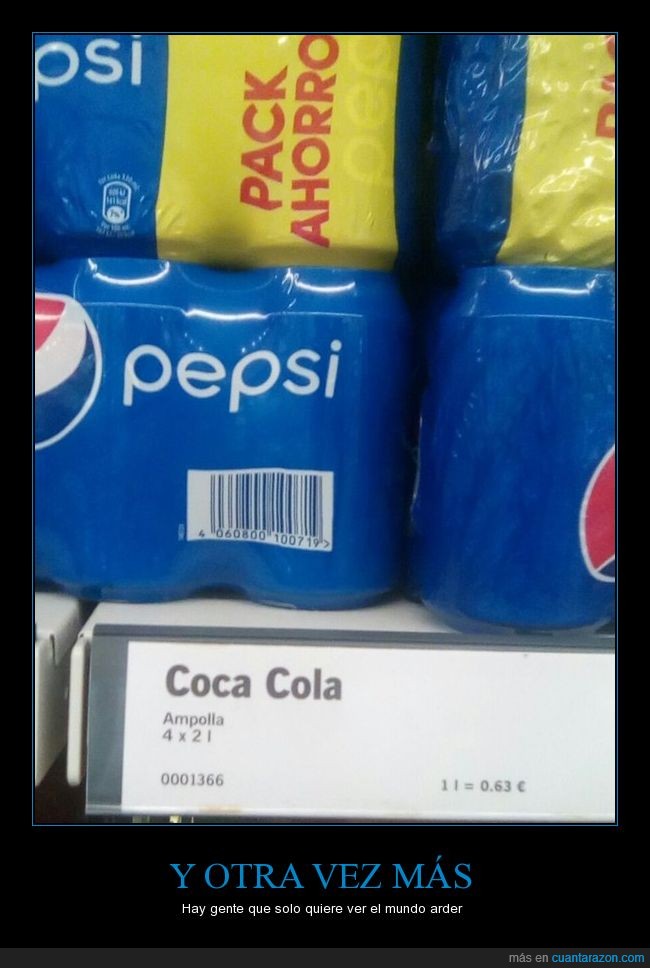 psi
PACK
AHORRO
pepsi
4 060800 100719 >
Coca Cola
Ampolla
4 x 2 l
0001366
1 l = 0.63 €
Y OTRA VEZ MÁS
Hay gente que solo quiere ver el mundo arder
más en cuantarazon.com